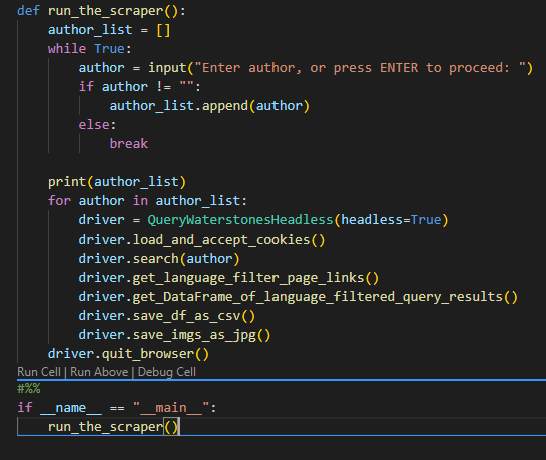 def run_the_scraper():
    author_list = []
    while True:
        author = input("Enter author, or press ENTER to proceed: ")
        if author != "":
            author_list.append(author)
        else:
            break

    print(author_list)
    for author in author_list:
        driver = QueryWaterstonesHeadless(headless=True)
        driver.load_and_accept_cookies()
        driver.search(author)
        driver.get_language_filter_page_links()
        driver.get_DataFrame_of_language_filtered_query_results()
        driver.save_df_as_csv()
        driver.save_imgs_as_jpg()
    driver.quit_browser()
Run Cell | Run Above | Debug Cell
#%%
if __name__ == "__main__":
    run_the_scraper()